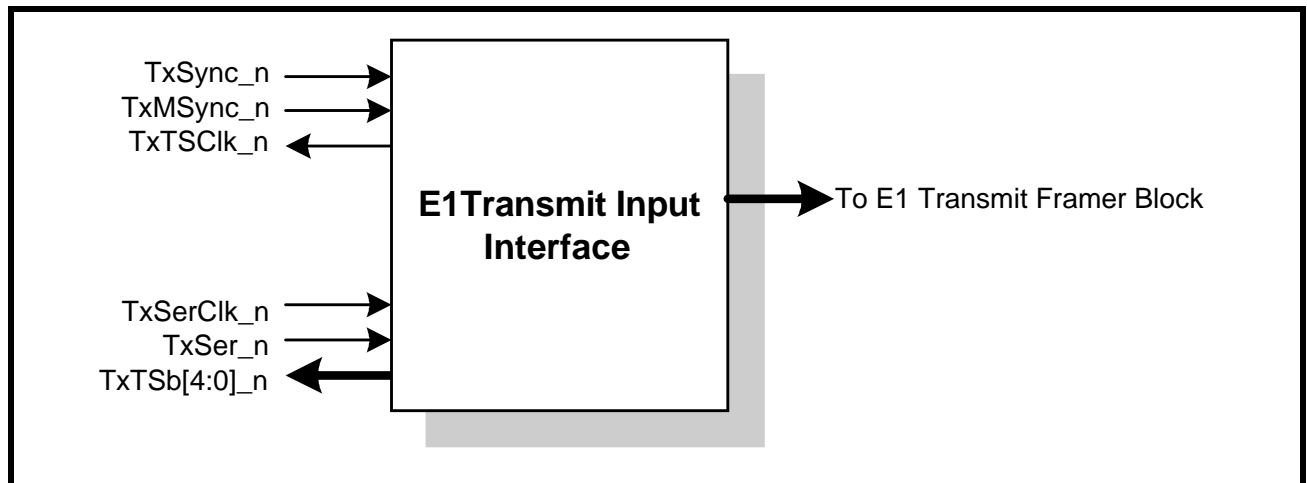 TxSync_n
TxMSync_n
TxTSClk_n
E1Transmit Input
Interface
To E1 Transmit Framer Block
TxSerClk_n
TxSer_n
TxTSb[4:0]_n